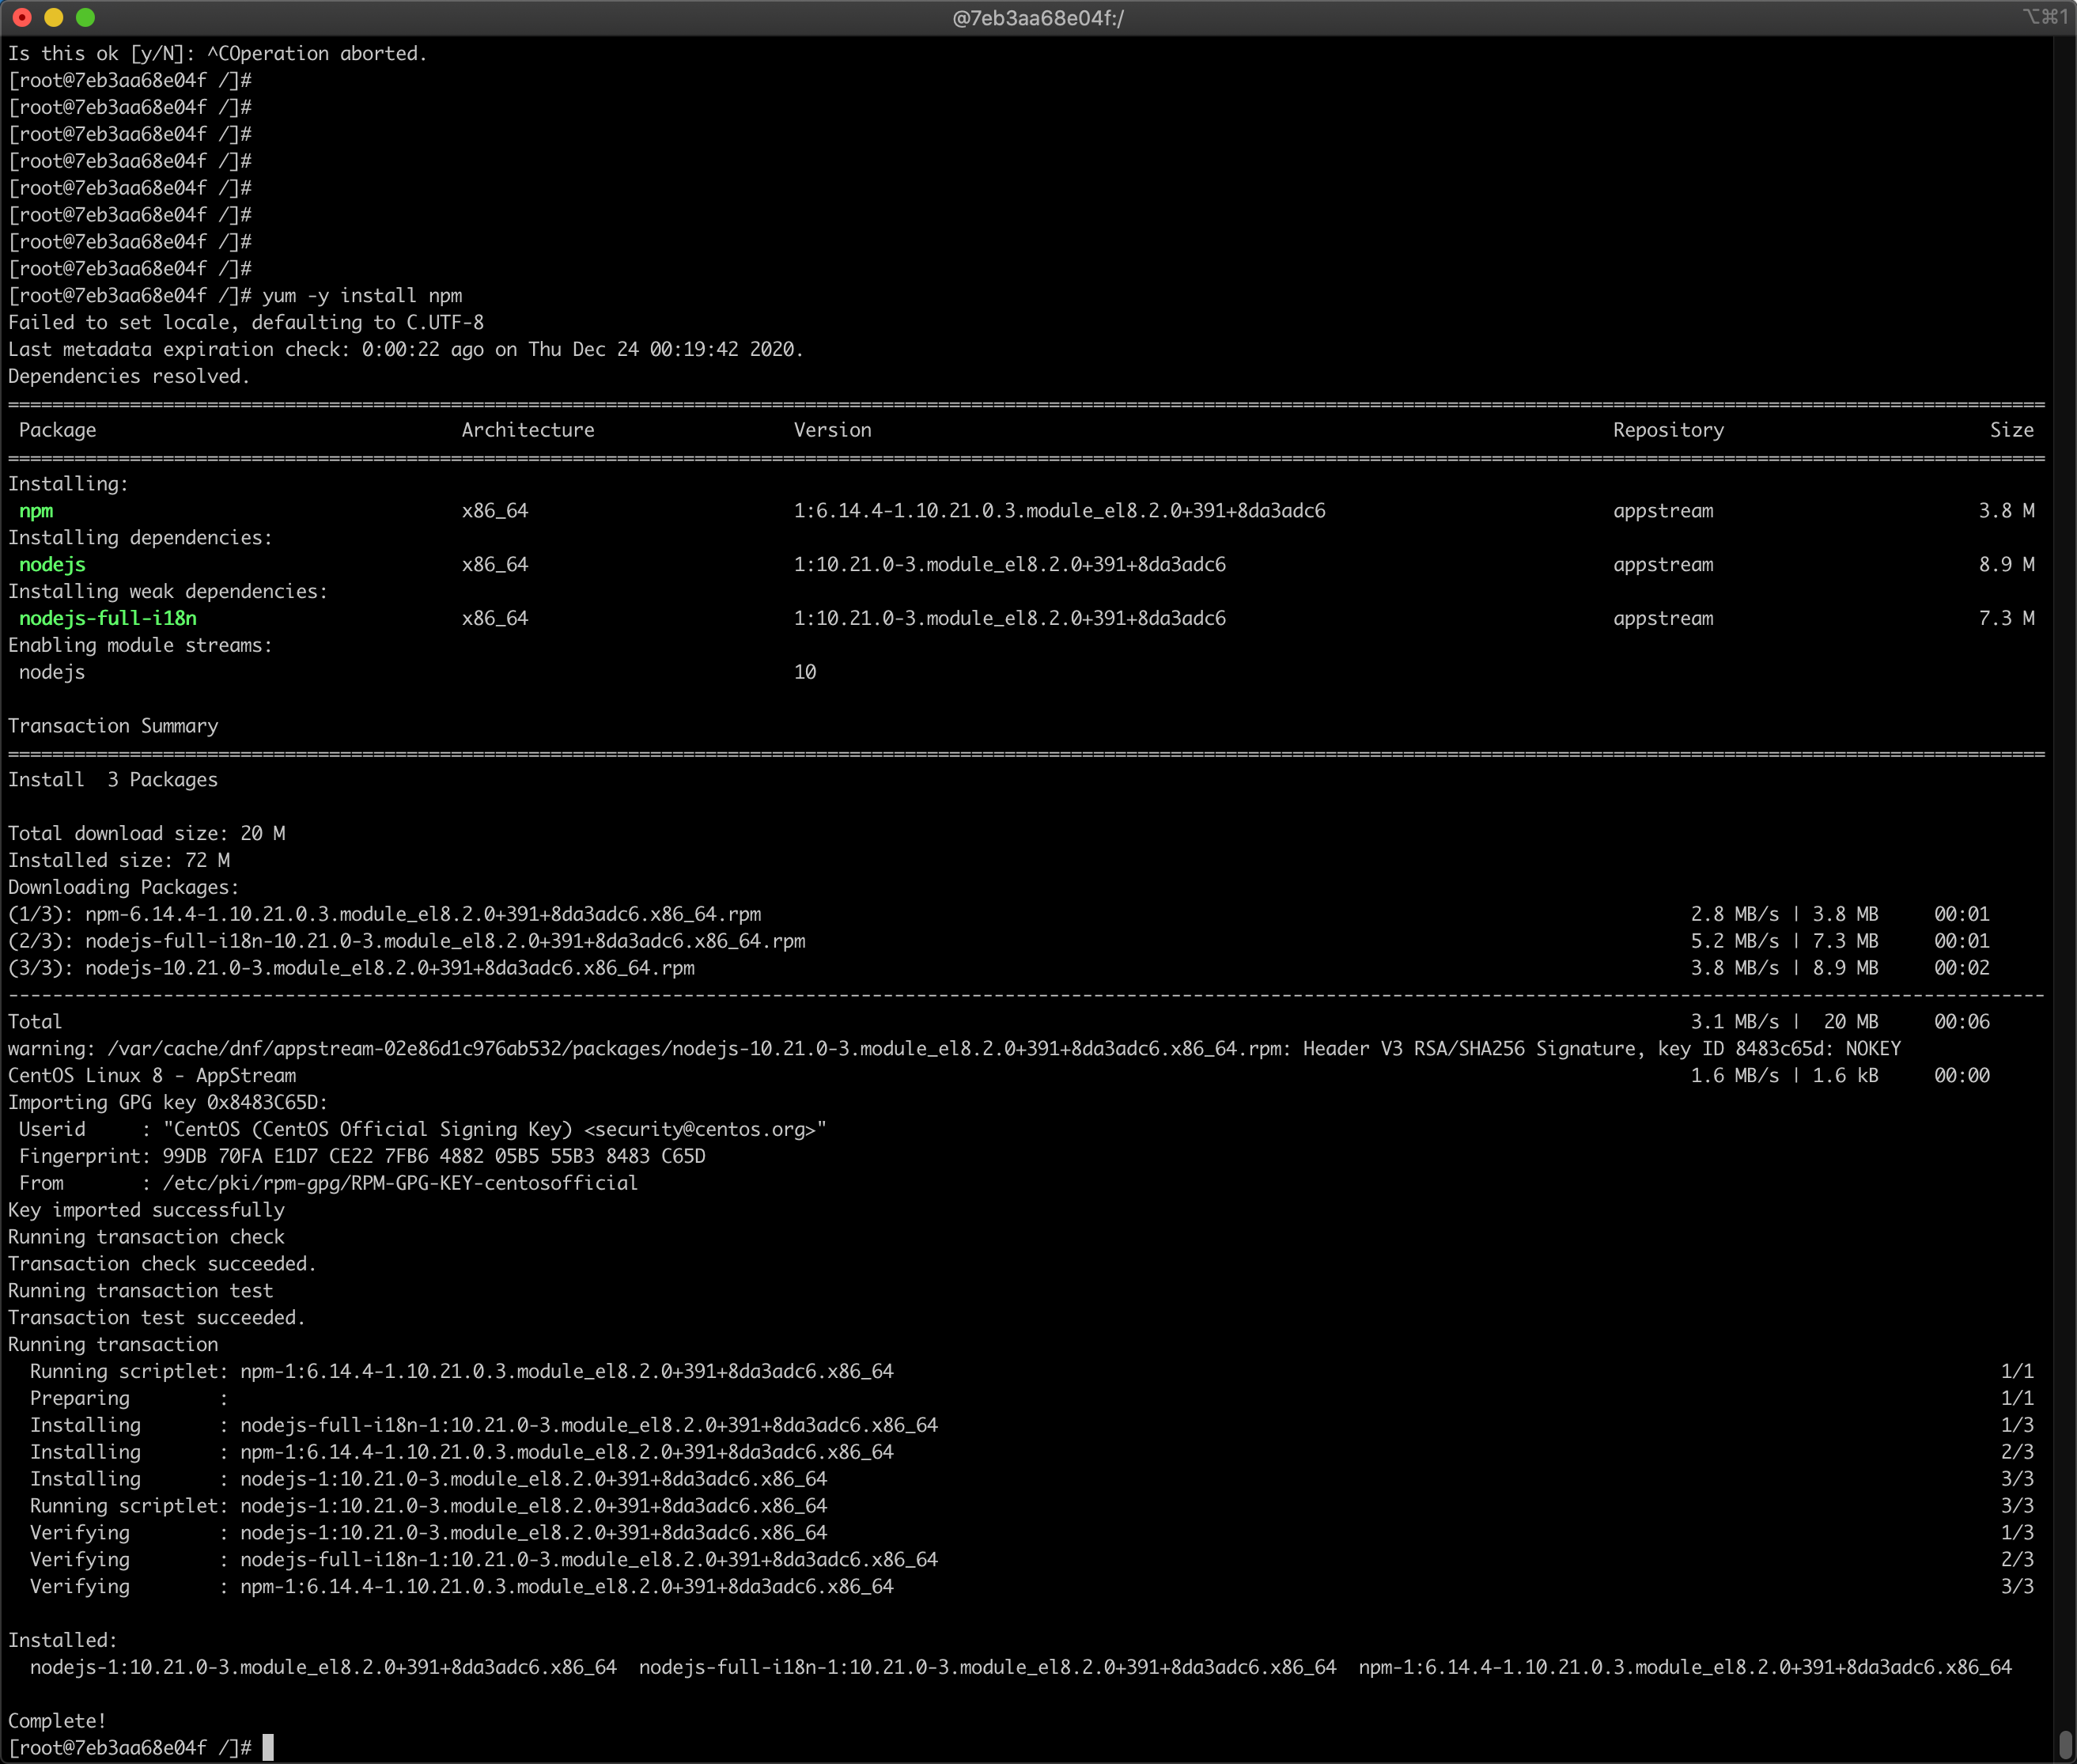 @7eb3aa68e04f:/
⌥⌘1
Is this ok [y/N]: ^COperation aborted.
[root@7eb3aa68e04f /]#
[root@7eb3aa68e04f /]#
[root@7eb3aa68e04f /]#
[root@7eb3aa68e04f /]#
[root@7eb3aa68e04f /]#
[root@7eb3aa68e04f /]#
[root@7eb3aa68e04f /]#
[root@7eb3aa68e04f /]#
[root@7eb3aa68e04f /]# yum -y install npm
Failed to set locale, defaulting to C.UTF-8
Last metadata expiration check: 0:00:22 ago on Thu Dec 24 00:19:42 2020.
Dependencies resolved.
Package Architecture Version Repository Size
Installing:
npm x86_64 1:6.14.4-1.10.21.0.3.module_el8.2.0+391+8da3adc6 appstream 3.8 M
Installing dependencies:
nodejs x86_64 1:10.21.0-3.module_el8.2.0+391+8da3adc6 appstream 8.9 M
Installing weak dependencies:
nodejs-full-i18n x86_64 1:10.21.0-3.module_el8.2.0+391+8da3adc6 appstream 7.3 M
Enabling module streams:
nodejs 10
Transaction Summary
Install  3 Packages
Total download size: 20 M
Installed size: 72 M
Downloading Packages:
(1/3): npm-6.14.4-1.10.21.0.3.module_el8.2.0+391+8da3adc6.x86_64.rpm 2.8 MB/s | 3.8 MB 00:01
(2/3): nodejs-full-i18n-10.21.0-3.module_el8.2.0+391+8da3adc6.x86_64.rpm 5.2 MB/s | 7.3 MB 00:01
(3/3): nodejs-10.21.0-3.module_el8.2.0+391+8da3adc6.x86_64.rpm 3.8 MB/s | 8.9 MB 00:02
Total 3.1 MB/s | 20 MB 00:06
warning: /var/cache/dnf/appstream-02e86d1c976ab532/packages/nodejs-10.21.0-3.module_el8.2.0+391+8da3adc6.x86_64.rpm: Header V3 RSA/SHA256 Signature, key ID 8483c65d: NOKEY
CentOS Linux 8 - AppStream 1.6 MB/s | 1.6 kB 00:00
Importing GPG key 0x8483C65D:
Userid     : "CentOS (CentOS Official Signing Key) <security@centos.org>"
Fingerprint: 99DB 70FA E1D7 CE22 7FB6 4882 05B5 55B3 8483 C65D
From       : /etc/pki/rpm-gpg/RPM-GPG-KEY-centosofficial
Key imported successfully
Running transaction check
Transaction check succeeded.
Running transaction test
Transaction test succeeded.
Running transaction
Running scriptlet: npm-1:6.14.4-1.10.21.0.3.module_el8.2.0+391+8da3adc6.x86_64 1/1
Preparing        : 1/1
Installing       : nodejs-full-i18n-1:10.21.0-3.module_el8.2.0+391+8da3adc6.x86_64 1/3
Installing       : npm-1:6.14.4-1.10.21.0.3.module_el8.2.0+391+8da3adc6.x86_64 2/3
Installing       : nodejs-1:10.21.0-3.module_el8.2.0+391+8da3adc6.x86_64 3/3
Running scriptlet: nodejs-1:10.21.0-3.module_el8.2.0+391+8da3adc6.x86_64 3/3
Verifying        : nodejs-1:10.21.0-3.module_el8.2.0+391+8da3adc6.x86_64 1/3
Verifying        : nodejs-full-i18n-1:10.21.0-3.module_el8.2.0+391+8da3adc6.x86_64 2/3
Verifying        : npm-1:6.14.4-1.10.21.0.3.module_el8.2.0+391+8da3adc6.x86_64 3/3
Installed:
nodejs-1:10.21.0-3.module_el8.2.0+391+8da3adc6.x86_64  nodejs-full-i18n-1:10.21.0-3.module_el8.2.0+391+8da3adc6.x86_64  npm-1:6.14.4-1.10.21.0.3.module_el8.2.0+391+8da3adc6.x86_64
Complete!
[root@7eb3aa68e04f /]#